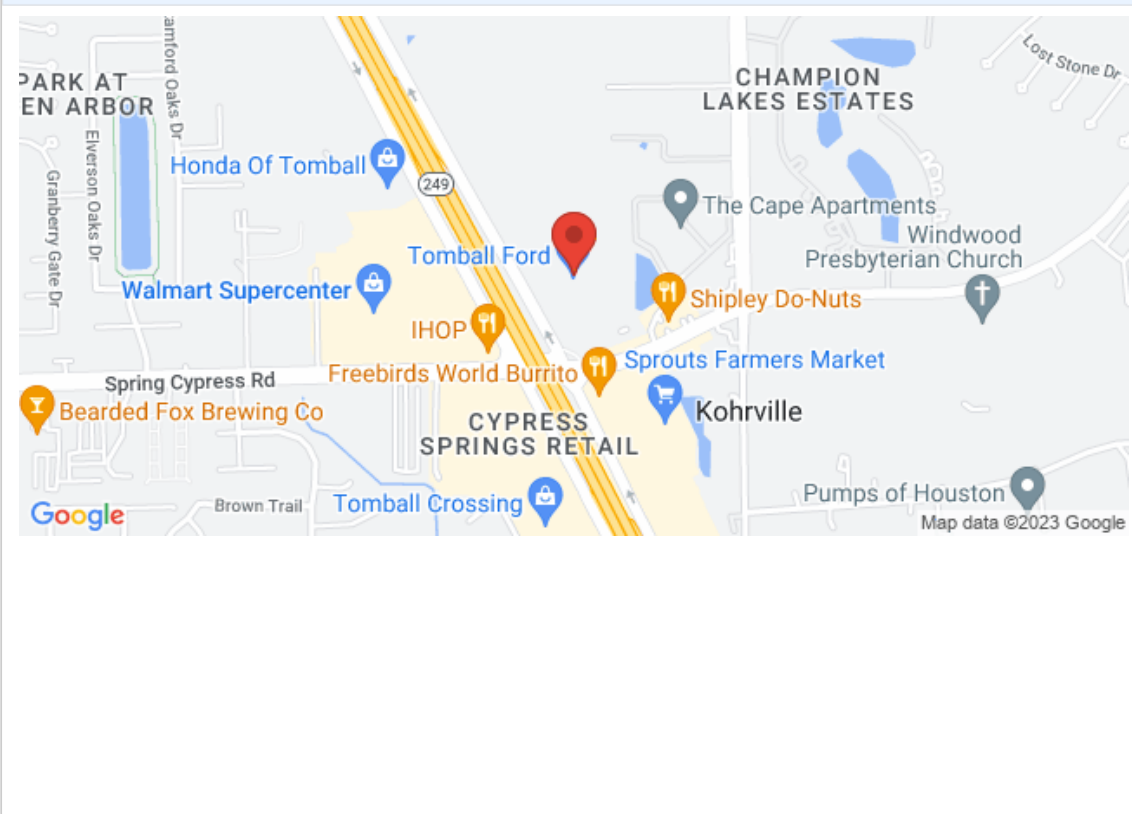 PARK AT
EN ARBOR
amford Oaks Dr
Elverson Oaks Dr
Granberry Gate Dr
Honda Of Tomball
249
CHAMPION
LAKES ESTATES
Lost Stone Dr
The Cape Apartments
Windwood
Presbyterian Church
Tomball Ford
Walmart Supercenter
Shipley Do-Nuts
IHOP
Sprouts Farmers Market
Freebirds World Burrito
Spring Cypress Rd
Bearded Fox Brewing Co
Kohrville
CYPRESS
SPRINGS RETAIL
Tomball Crossing
Pumps of Houston
Brown Trail
Google
Map data ©2023 Google